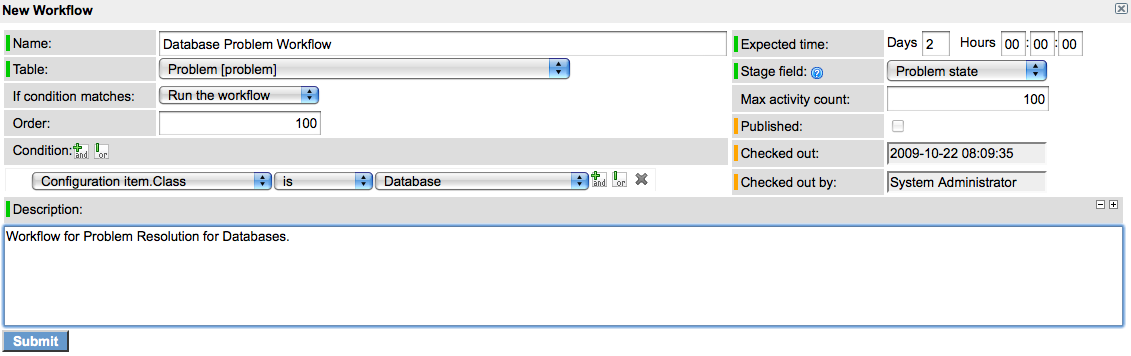 New Workflow
Name: Database Problem Workflow
Expected time: Days 2 Hours 00 : 00 : 00
Table: Problem [problem]
Stage field: ? Problem state
If condition matches: Run the workflow
Max activity count: 100
Order: 100
Published:
Condition: and or
Checked out: 2009-10-22 08:09:35
Configuration item.Class is Database and or
Checked out by: System Administrator
Description:
Workflow for Problem Resolution for Databases.
Submit